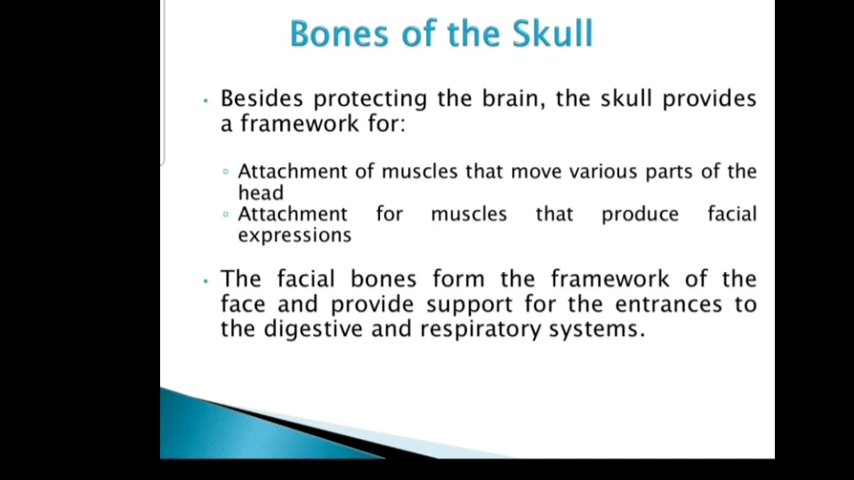 Bones of the Skull
• Besides protecting the brain, the skull provides
a framework for:
◦ Attachment of muscles that move various parts of the
head
◦ Attachment for muscles that produce facial
expressions
• The facial bones form the framework of the
face and provide support for the entrances to
the digestive and respiratory systems.